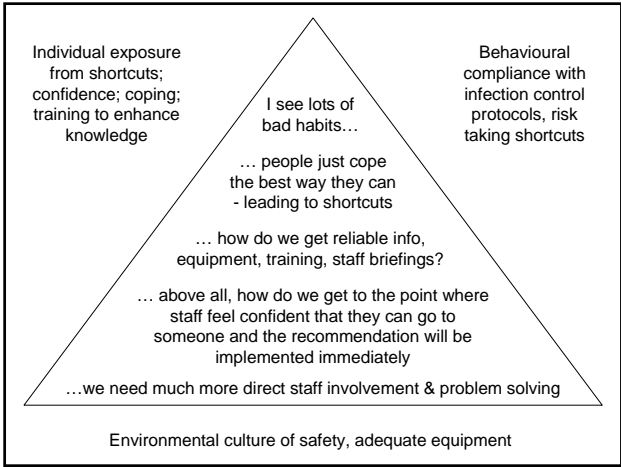 Individual exposure
from shortcuts;
confidence; coping;
training to enhance
knowledge
Behavioural
compliance with
infection control
protocols, risk
taking shortcuts
I see lots of
bad habits…
… people just cope
the best way they can
- leading to shortcuts
… how do we get reliable info,
equipment, training, staff briefings?
… above all, how do we get to the point where
staff feel confident that they can go to
someone and the recommendation will be
implemented immediately
…we need much more direct staff involvement & problem solving
Environmental culture of safety, adequate equipment